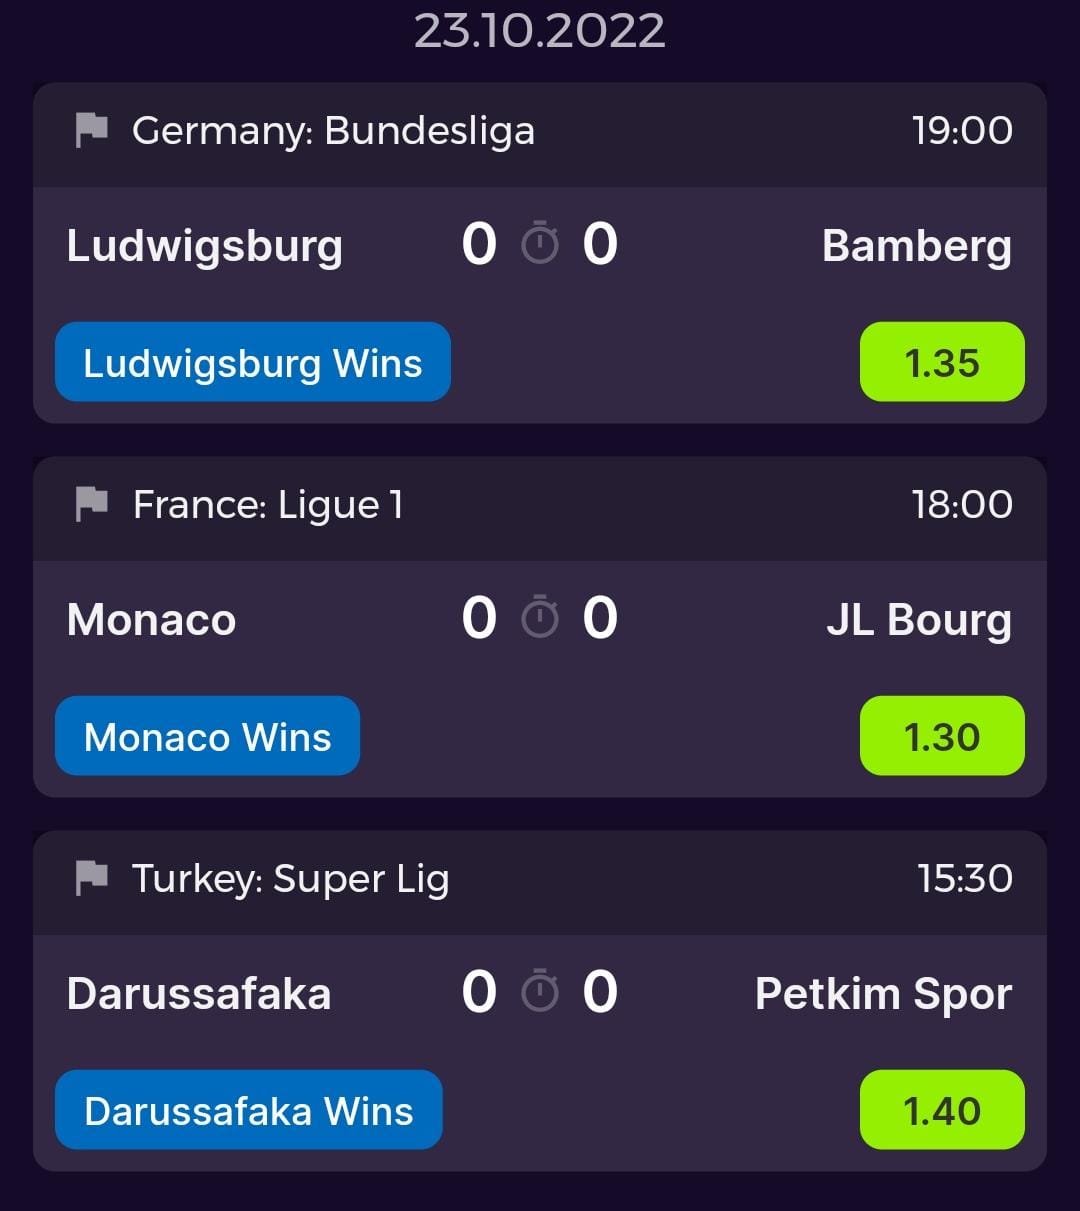 23.10.2022
Germany: Bundesliga 19:00
Ludwigsburg 0 0 Bamberg
Ludwigsburg Wins 1.35
France: Ligue 1 18:00
Monaco 0 0 JL Bourg
Monaco Wins 1.30
Turkey: Super Lig 15:30
Darussafaka 0 0 Petkim Spor
Darussafaka Wins 1.40